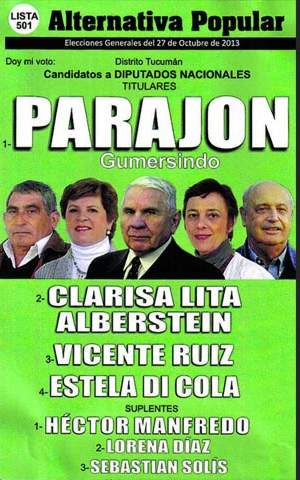 LISTA
501
Alternativa Popular
Elecciones Generales del 27 de Octubre de 2013
Doy mi voto:
Distrito Tucumán
Candidatos a DIPUTADOS NACIONALES
TITULARES
1- PARAJON
Gumersindo
2- CLARISA LITA
ALBERSTEIN
3- VICENTE RUIZ
4- ESTELA DI COLA
SUPLENTES
1- HÉCTOR MANFREDO
2- LORENA DÍAZ
3- SEBASTIAN SOLÍS